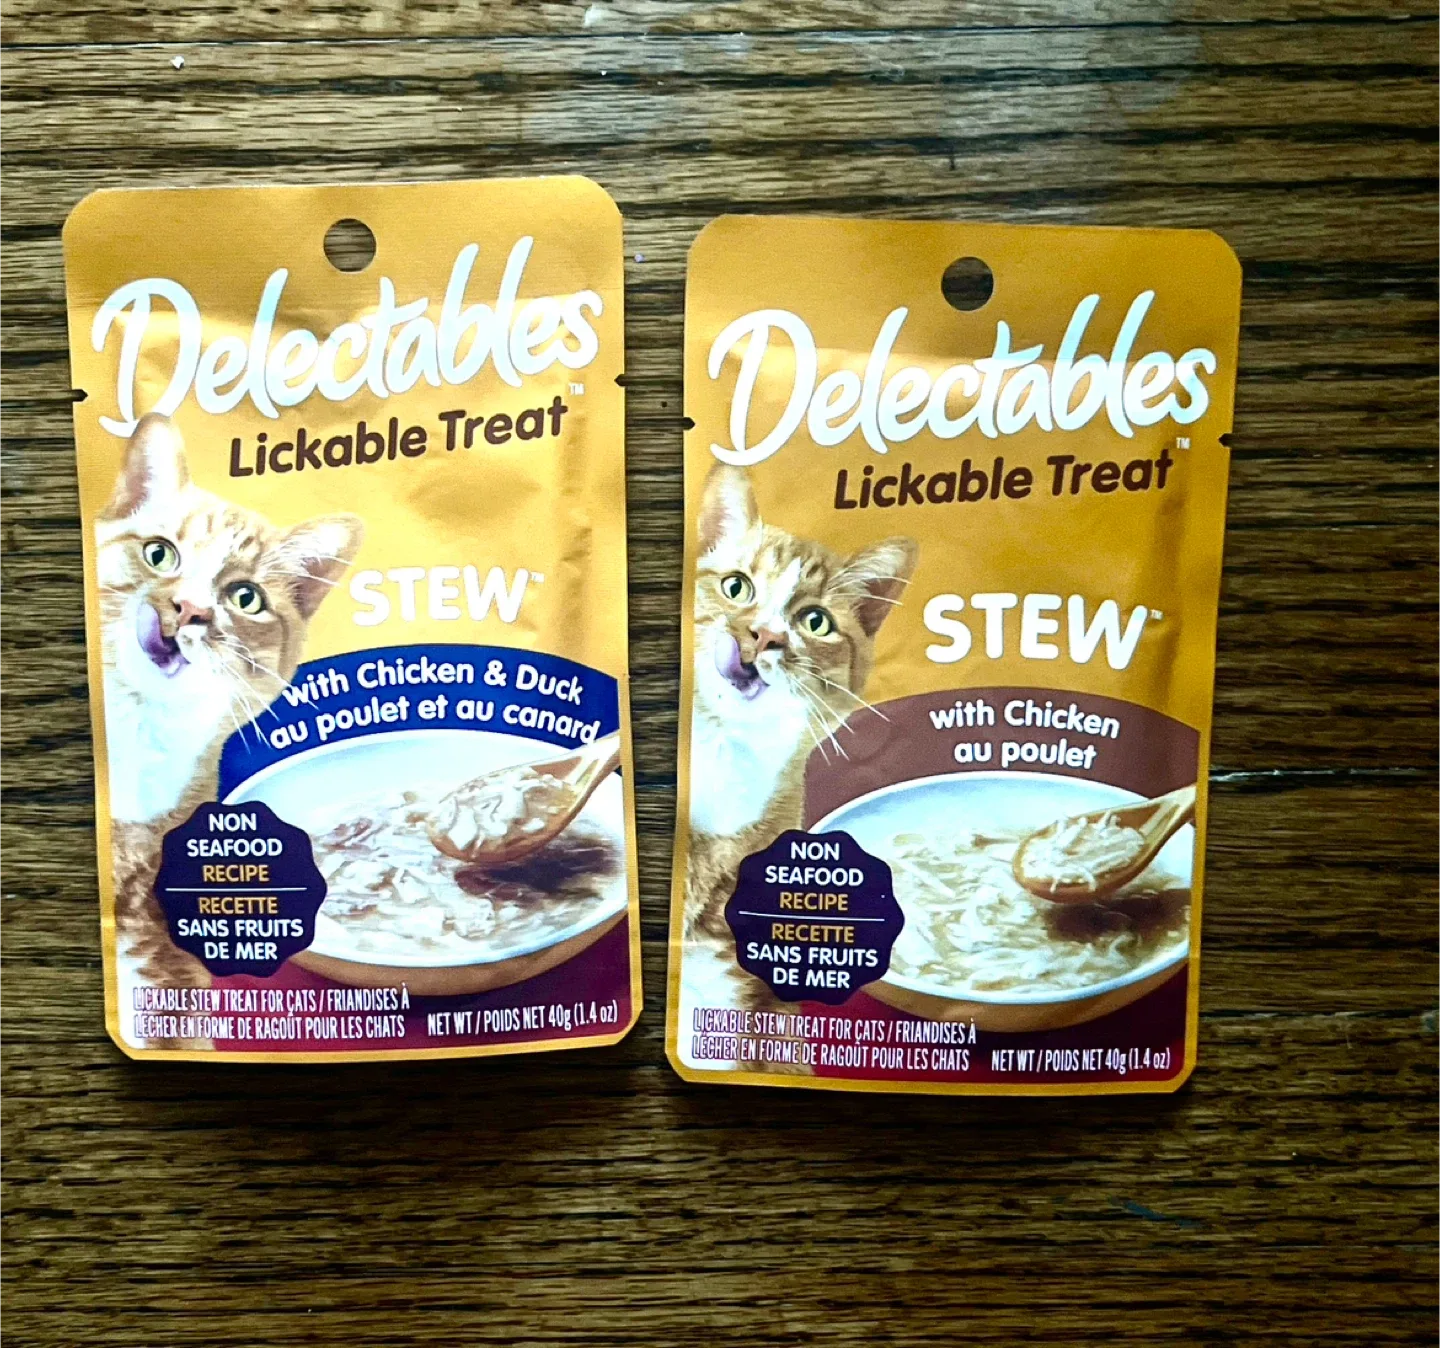 Delectables™
Lickable Treat
STEW™
with Chicken & Duck
au poulet et au canard
NON
SEAFOOD
RECIPE
RECETTE
SANS FRUITS
DE MER
LICKABLE STEW TREAT FOR CATS / FRIANDISES À
LÉCHER EN FORME DE RAGOÛT POUR LES CHATS
NET WT / POIDS NET 40g (1.4 oz)
Delectables™
Lickable Treat
STEW™
with Chicken
au poulet
NON
SEAFOOD
RECIPE
RECETTE
SANS FRUITS
DE MER
LICKABLE STEW TREAT FOR CATS / FRIANDISES À
LÉCHER EN FORME DE RAGOÛT POUR LES CHATS
NET WT / POIDS NET 40g (1.4 oz)